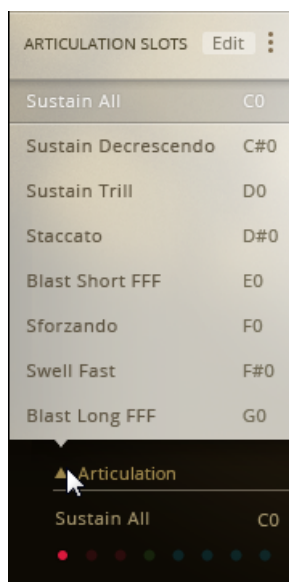 ARTICULATION SLOTS Edit
Sustain All C0
Sustain Decrescendo C#0
Sustain Trill D0
Staccato D#0
Blast Short FFF E0
Sforzando F0
Swell Fast F#0
Blast Long FFF G0
Articulation
Sustain All C0